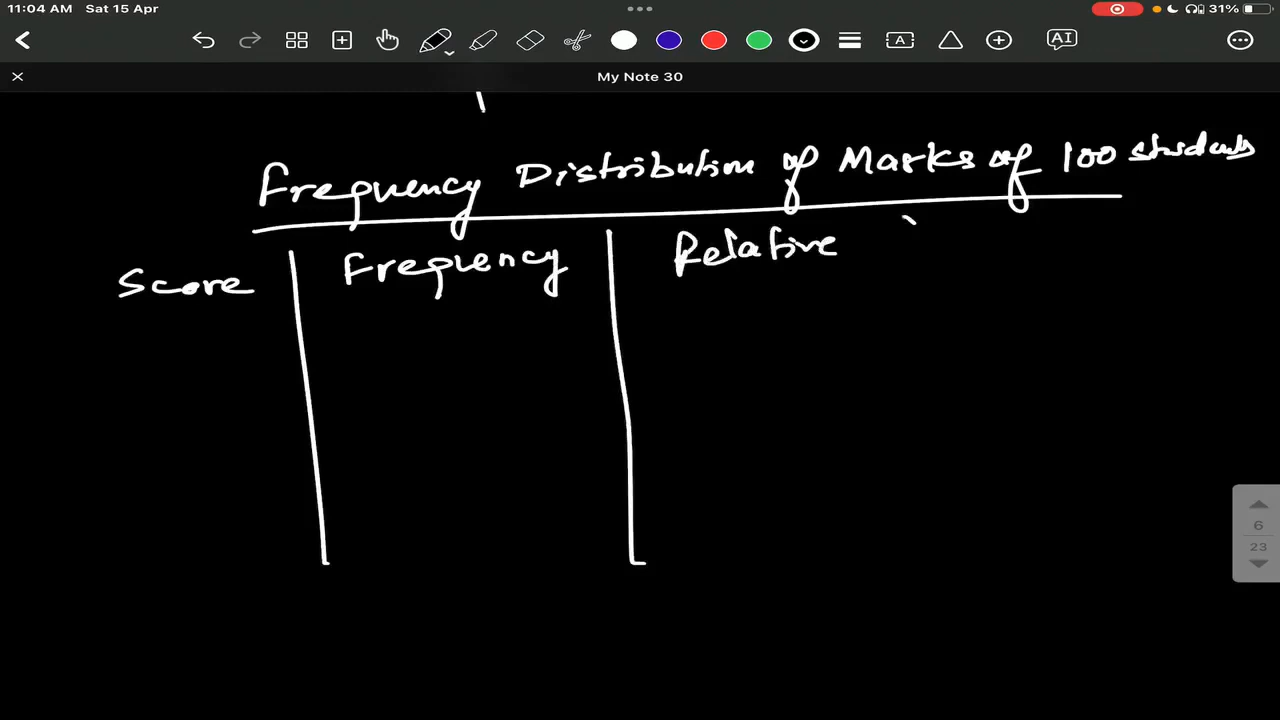 11:04 AM Sat 15 Apr 31%
AI
A
My Note 30
Frequency Distribution of Marks of 100 students
Score Frequency Relative
6
23